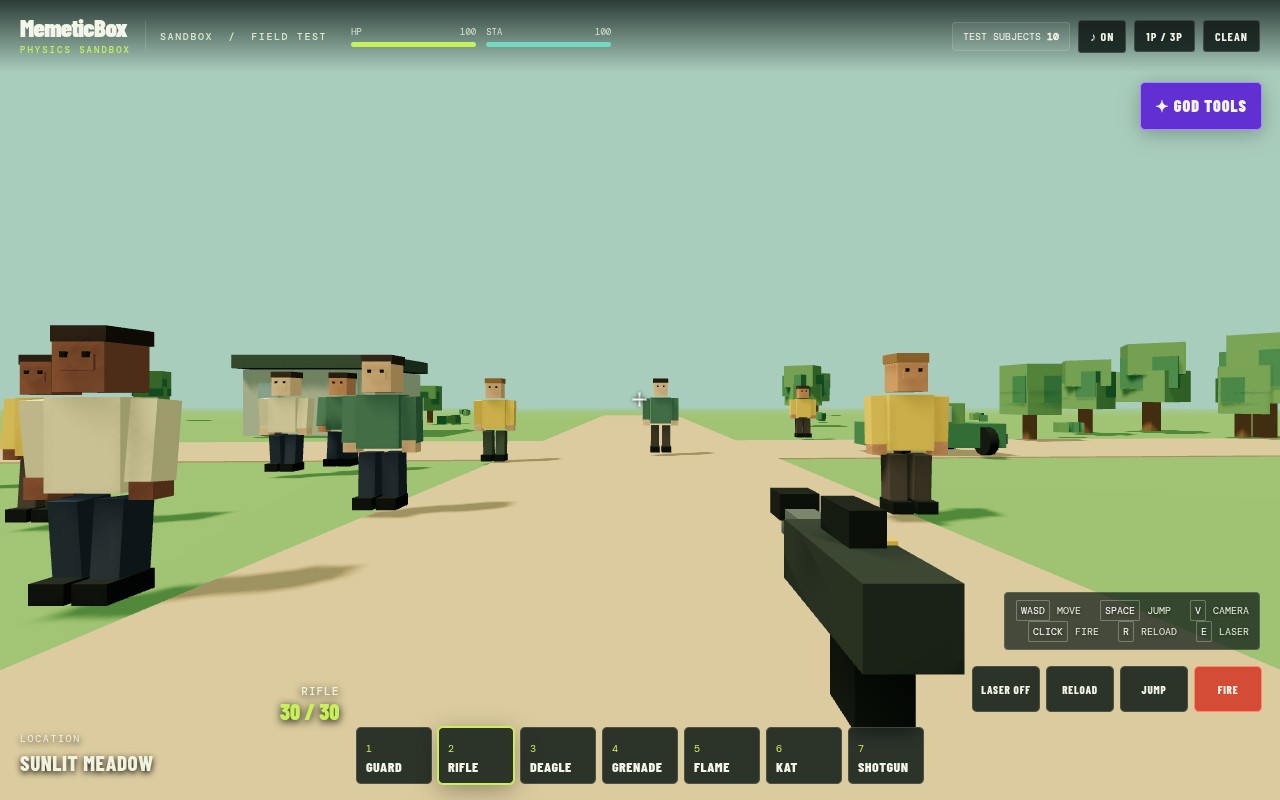 MemeticBox
PHYSICS SANDBOX
SANDBOX / FIELD TEST
HP 100
STA 100
TEST SUBJECTS 10
♪ ON
1P / 3P
CLEAN
✦ GOD TOOLS
WASD MOVE SPACE JUMP V CAMERA
CLICK FIRE R RELOAD E LASER
LASER OFF
RELOAD
JUMP
FIRE
RIFLE
30 / 30
LOCATION
SUNLIT MEADOW
1 GUARD
2 RIFLE
3 DEAGLE
4 GRENADE
5 FLAME
6 KAT
7 SHOTGUN